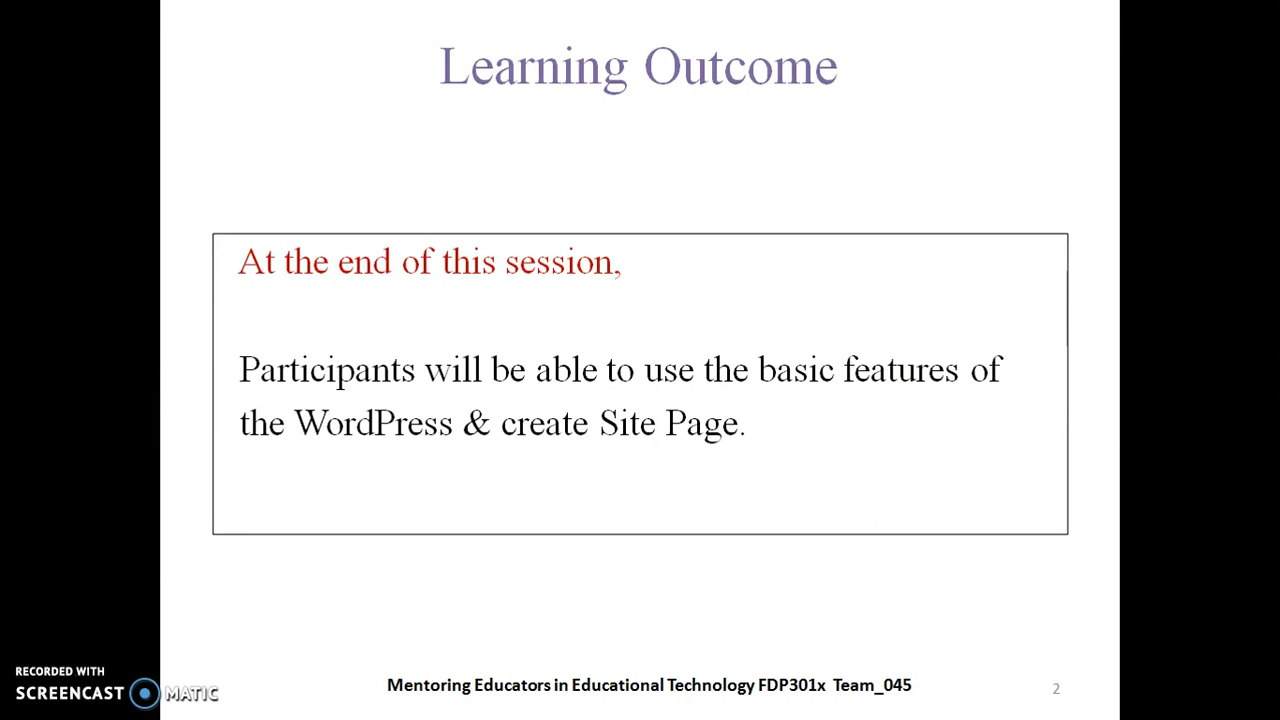 Learning Outcome
At the end of this session,
Participants will be able to use the basic features of
the WordPress & create Site Page.
RECORDED WITH
SCREENCAST MATIC
Mentoring Educators in Educational Technology FDP301x Team_045
2